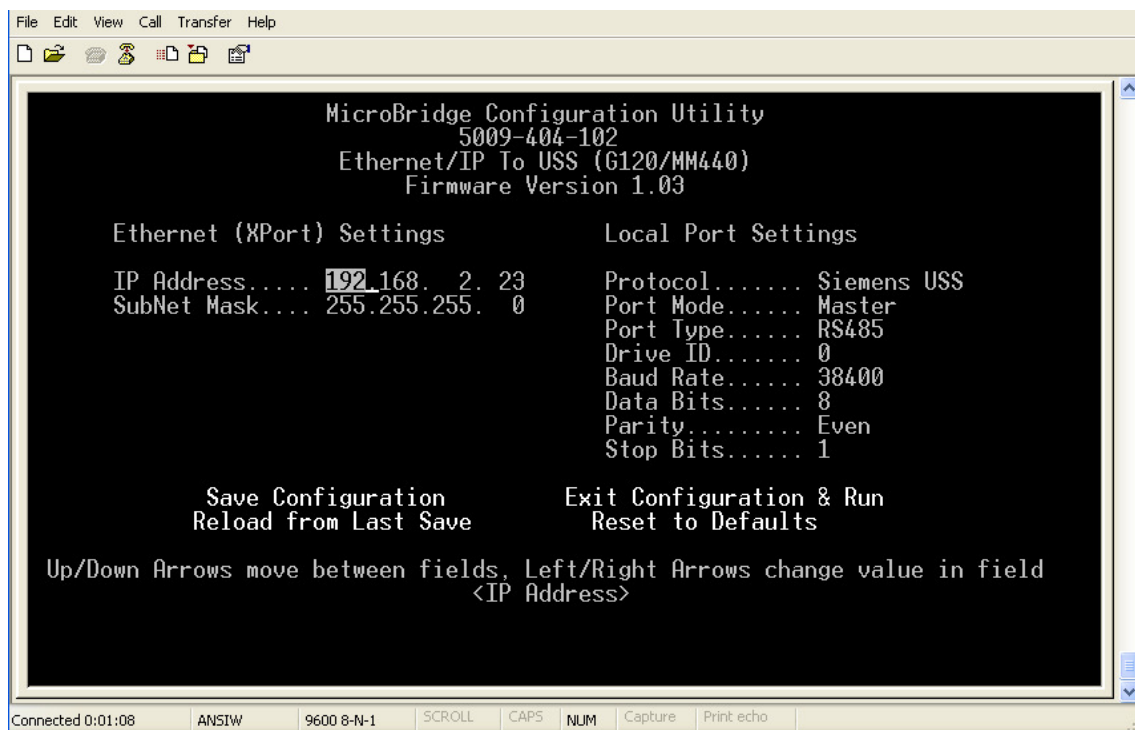 File Edit View Call Transfer Help
MicroBridge Configuration Utility
5009-404-102
Ethernet/IP To USS (G120/MM440)
Firmware Version 1.03
Ethernet (XPort) Settings
IP Address..... 192.168.  2. 23
SubNet Mask.... 255.255.255.  0
Local Port Settings
Protocol....... Siemens USS
Port Mode...... Master
Port Type...... RS485
Drive ID....... 0
Baud Rate...... 38400
Data Bits...... 8
Parity......... Even
Stop Bits...... 1
Save Configuration Exit Configuration & Run
Reload from Last Save Reset to Defaults
Up/Down Arrows move between fields, Left/Right Arrows change value in field
<IP Address>
Connected 0:01:08 ANSIW 9600 8-N-1 SCROLL CAPS NUM Capture Print echo